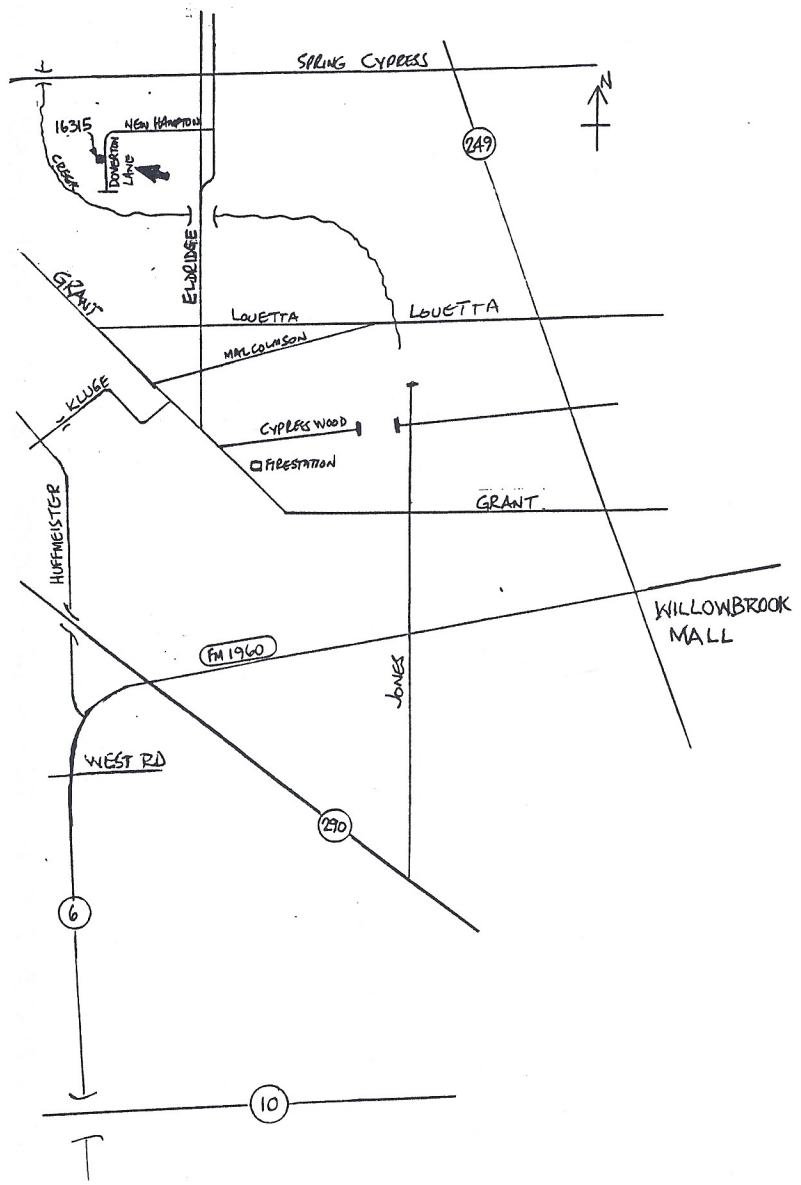 SPRING CYPRESS
N
16315
NEW HAMPTON
249
DOVERTON
LANE
CREEK
ELDRIDGE
GRANT
LOUETTA
LOUETTA
MALCOLMSON
KLUGE
CYPRESSWOOD
FIRESTATION
GRANT
HUFFMEISTER
WILLOWBROOK
MALL
FM 1960
JONES
WEST RD
290
6
10